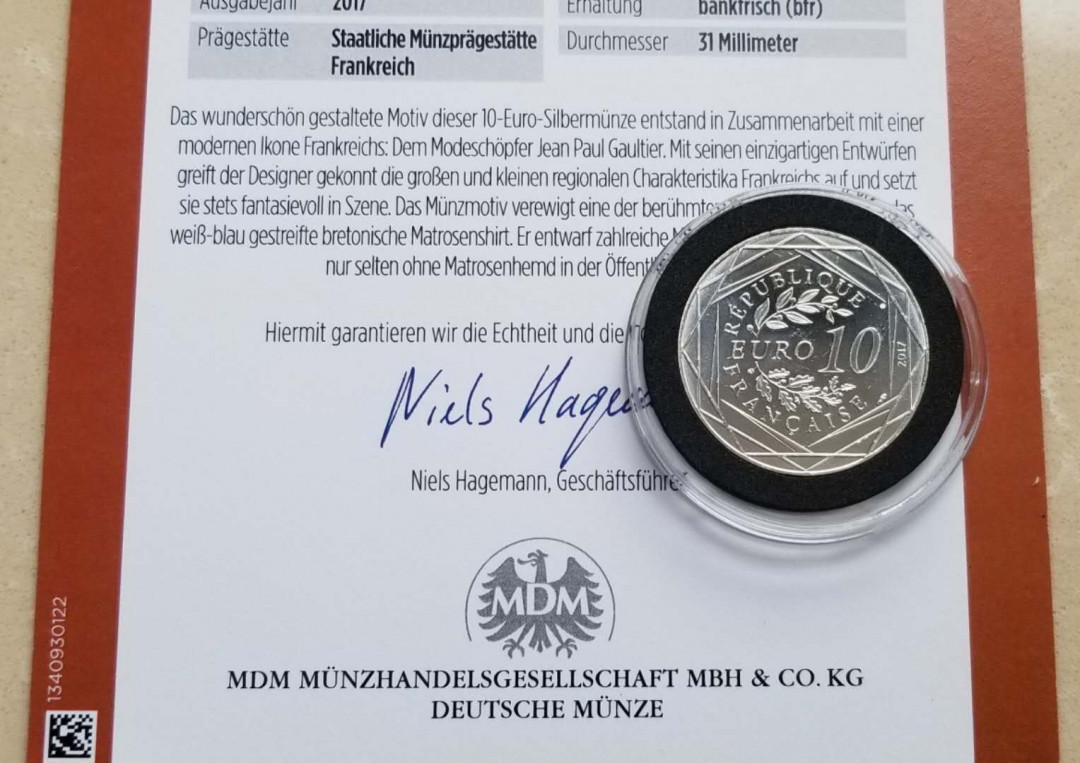 Ausgabejahr 2017
Erhaltung bankfrisch (bfr)
Prägestätte Staatliche Münzprägestätte
Frankreich
Durchmesser 31 Millimeter
Das wunderschön gestaltete Motiv dieser 10-Euro-Silbermünze entstand in Zusammenarbeit mit einer
modernen Ikone Frankreichs: Dem Modeschöpfer Jean Paul Gaultier. Mit seinen einzigartigen Entwürfen
greift der Designer gekonnt die großen und kleinen regionalen Charakteristika Frankreichs auf und setzt
sie stets fantasievoll in Szene. Das Münzmotiv verewigt eine der
weiß-blau gestreifte bretonische Matrosenshirt. Er entwarf zahlreiche
nur selten ohne Matrosenhemd in der
Hiermit garantieren wir die Echtheit und die
Niels
Niels Hagemann, Geschäftsführer
RÉPUBLIQUE
EURO 10
2017
FRANÇAISE
MDM
MDM MÜNZHANDELSGESELLSCHAFT MBH & CO. KG
DEUTSCHE MÜNZE
1340930122